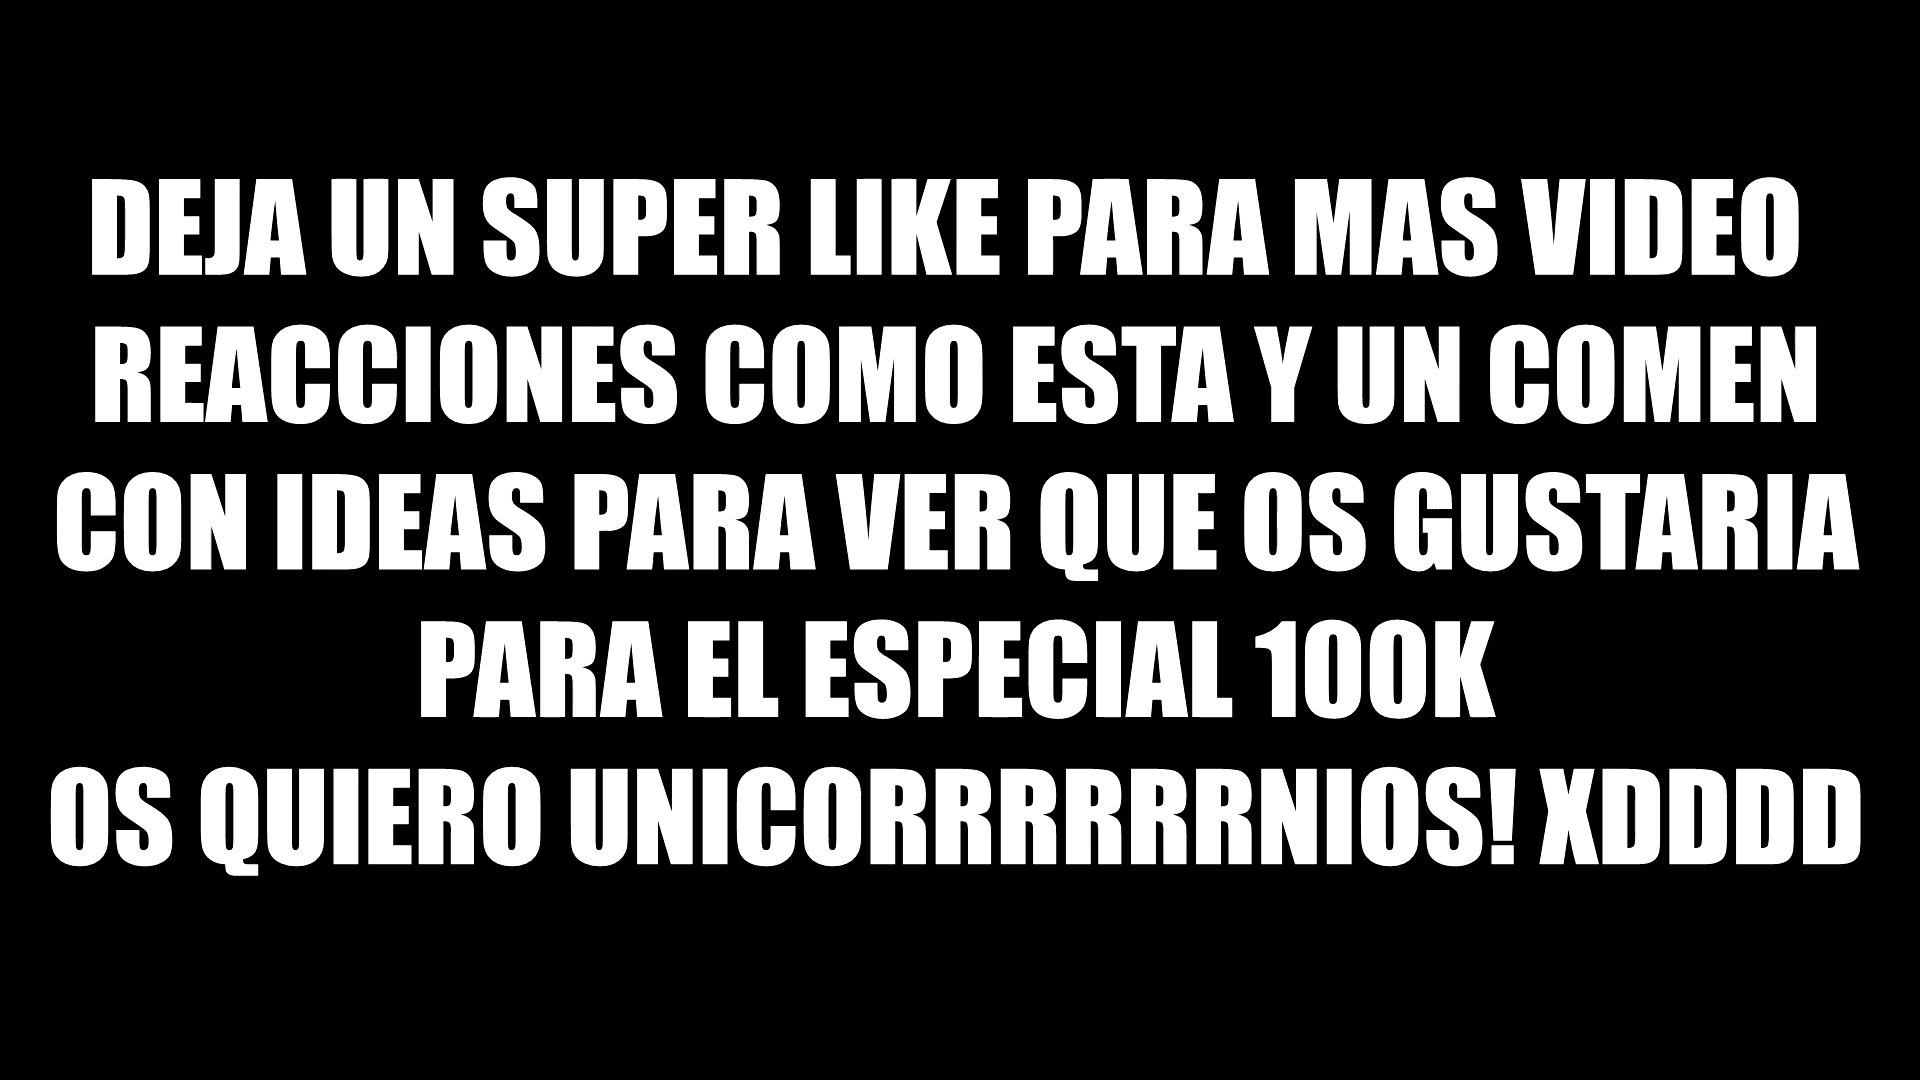 DEJA UN SUPER LIKE PARA MAS VIDEO
REACCIONES COMO ESTA Y UN COMEN
CON IDEAS PARA VER QUE OS GUSTARIA
PARA EL ESPECIAL 100K
OS QUIERO UNICORRRRRRNIOS! XDDDD